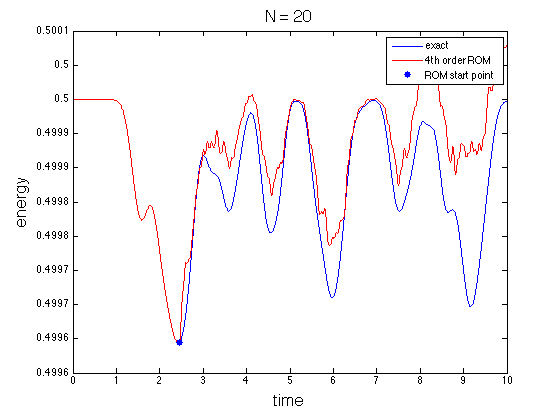 N = 20
0.5001
0.5
0.5
0.4999
0.4999
0.4998
0.4998
0.4997
0.4997
0.4996
0.4996
energy
exact
4th order ROM
ROM start point
0 1 2 3 4 5 6 7 8 9 10
time